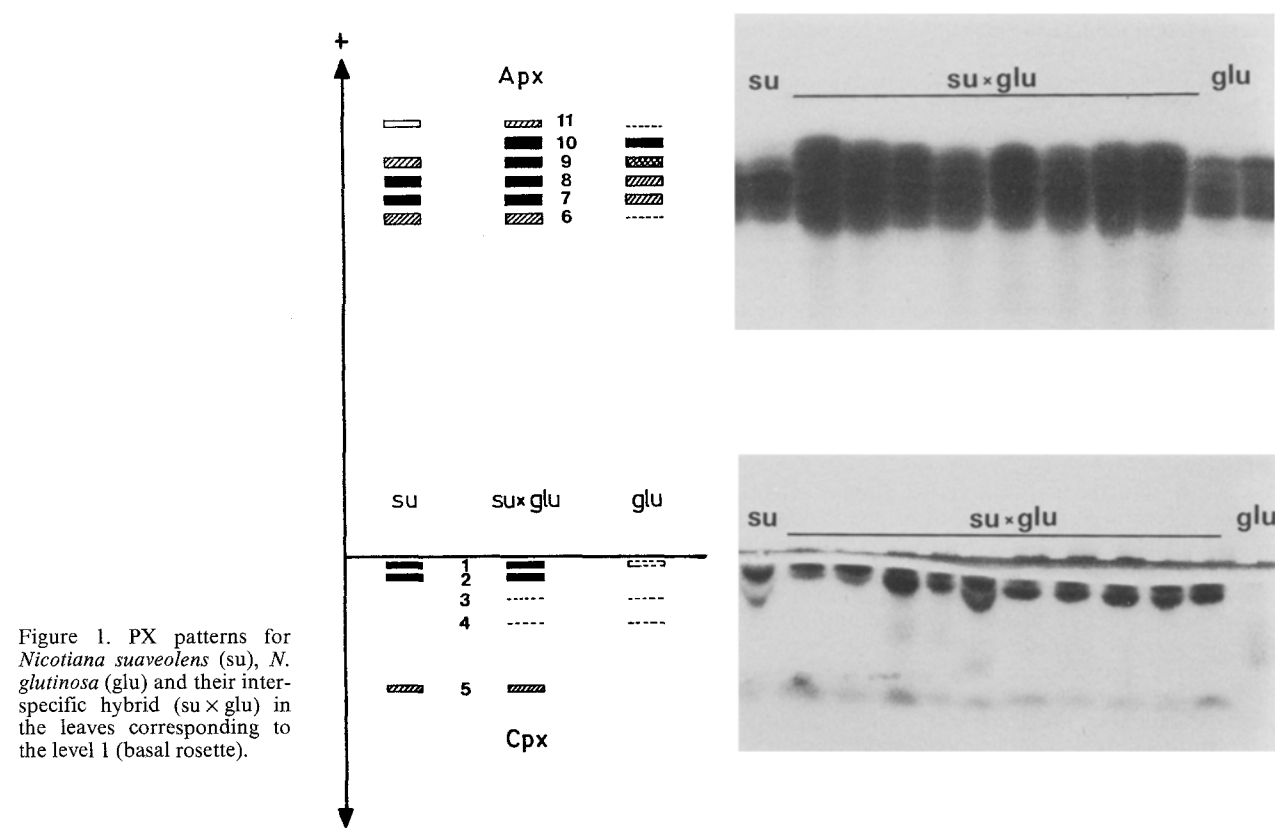 +
Apx
11
10
9
8
7
6
su
su×glu
glu
1
2
3
4
5
Cpx
su
su×glu
glu
su
su×glu
glu
Figure 1. PX patterns for
Nicotiana suaveolens (su), N.
glutinosa (glu) and their inter-
specific hybrid (su × glu) in
the leaves corresponding to
the level 1 (basal rosette).